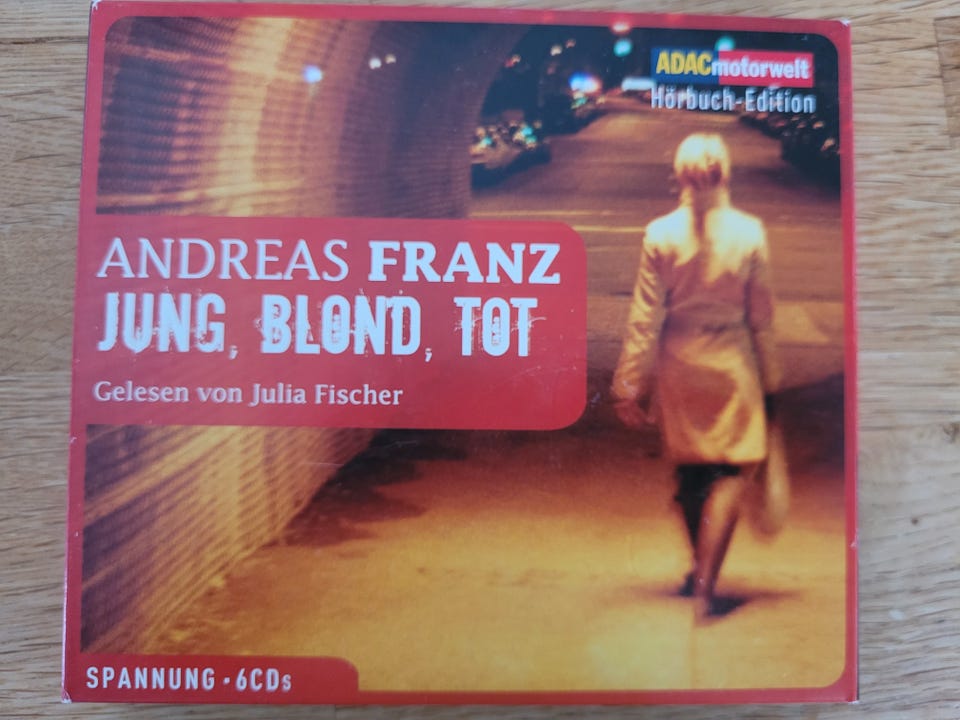 ADACmotorwelt
Hörbuch-Edition
ANDREAS FRANZ
JUNG, BLOND, TOT
Gelesen von Julia Fischer
SPANNUNG · 6CDs